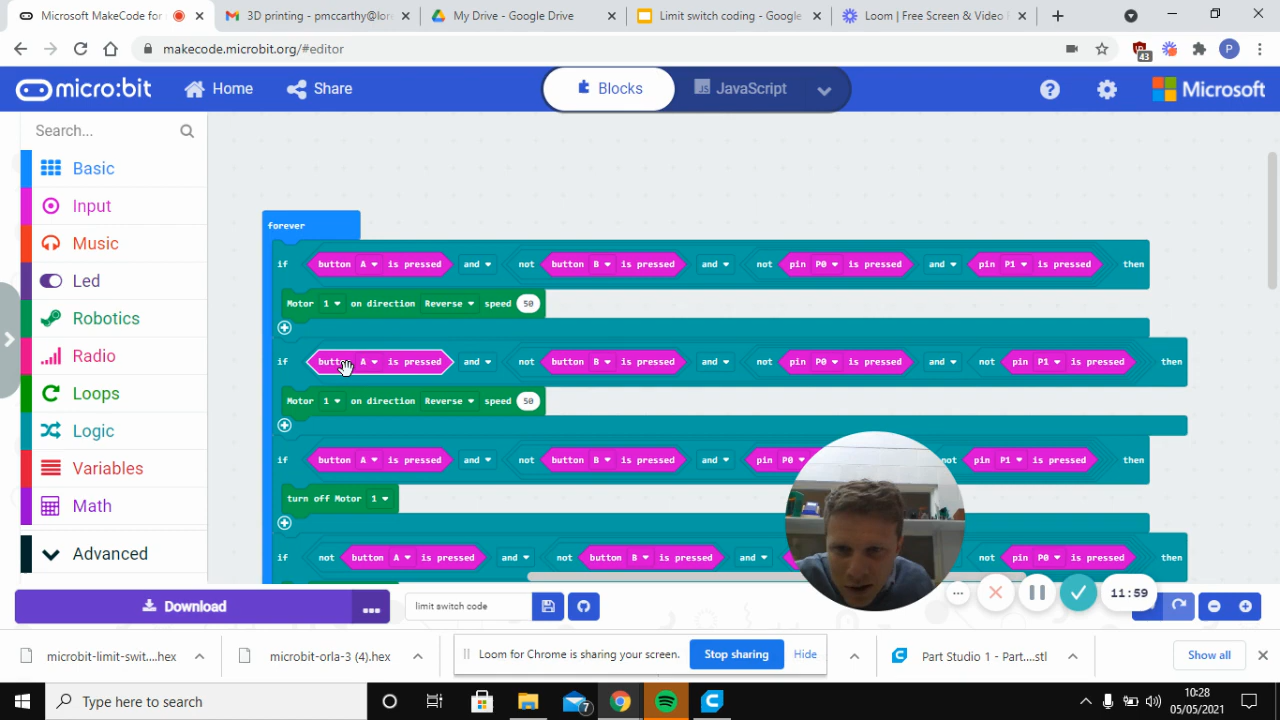 Microsoft MakeCode for
3D printing - pmccarthy@lor
My Drive - Google Drive
Limit switch coding - Google
Loom | Free Screen & Video F
makecode.microbit.org/#editor
43
P
micro:bit
Home
Share
Blocks
JavaScript
Microsoft
Search...
Basic
Input
Music
Led
Robotics
Radio
Loops
Logic
Variables
Math
Advanced
forever
if button A is pressed and not button B is pressed and not pin P0 is pressed and pin P1 is pressed then
Motor 1 on direction Reverse speed 50
if button A is pressed and not button B is pressed and not pin P0 is pressed and not pin P1 is pressed then
Motor 1 on direction Reverse speed 50
if button A is pressed and not button B is pressed and pin P0 not pin P1 is pressed then
turn off Motor 1
if not button A is pressed and not button B is pressed and not pin P0 is pressed then
Download
limit switch code
11:59
microbit-limit-swit....hex
microbit-orla-3 (4).hex
Loom for Chrome is sharing your screen.
Stop sharing
Hide
Part Studio 1 - Part....stl
Show all
Type here to search
7
10:28
05/05/2021